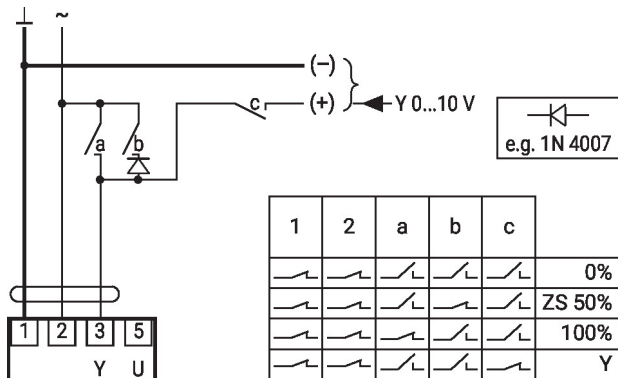 ⊥ ~
(–)
c (+) Y 0...10 V
a b
e.g. 1N 4007
1 2 a b c
0%
ZS 50%
100%
Y
1 2 3 5
Y U